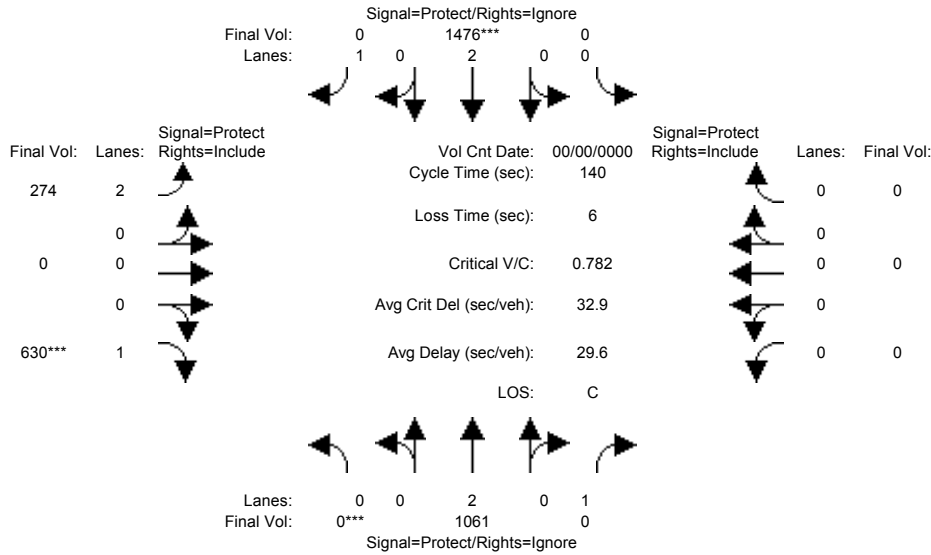 Signal=Protect/Rights=Ignore
Final Vol: 0 1476*** 0
Lanes: 1 0 2 0 0
Signal=Protect Signal=Protect
Final Vol: Lanes: Rights=Include Vol Cnt Date: 00/00/0000 Rights=Include Lanes: Final Vol:
Cycle Time (sec): 140
274 2 0 0
Loss Time (sec): 6
0 0
0 0 Critical V/C: 0.782 0 0
0 Avg Crit Del (sec/veh): 32.9 0
630*** 1 Avg Delay (sec/veh): 29.6 0 0
LOS: C
Lanes: 0 0 2 0 1
Final Vol: 0*** 1061 0
Signal=Protect/Rights=Ignore